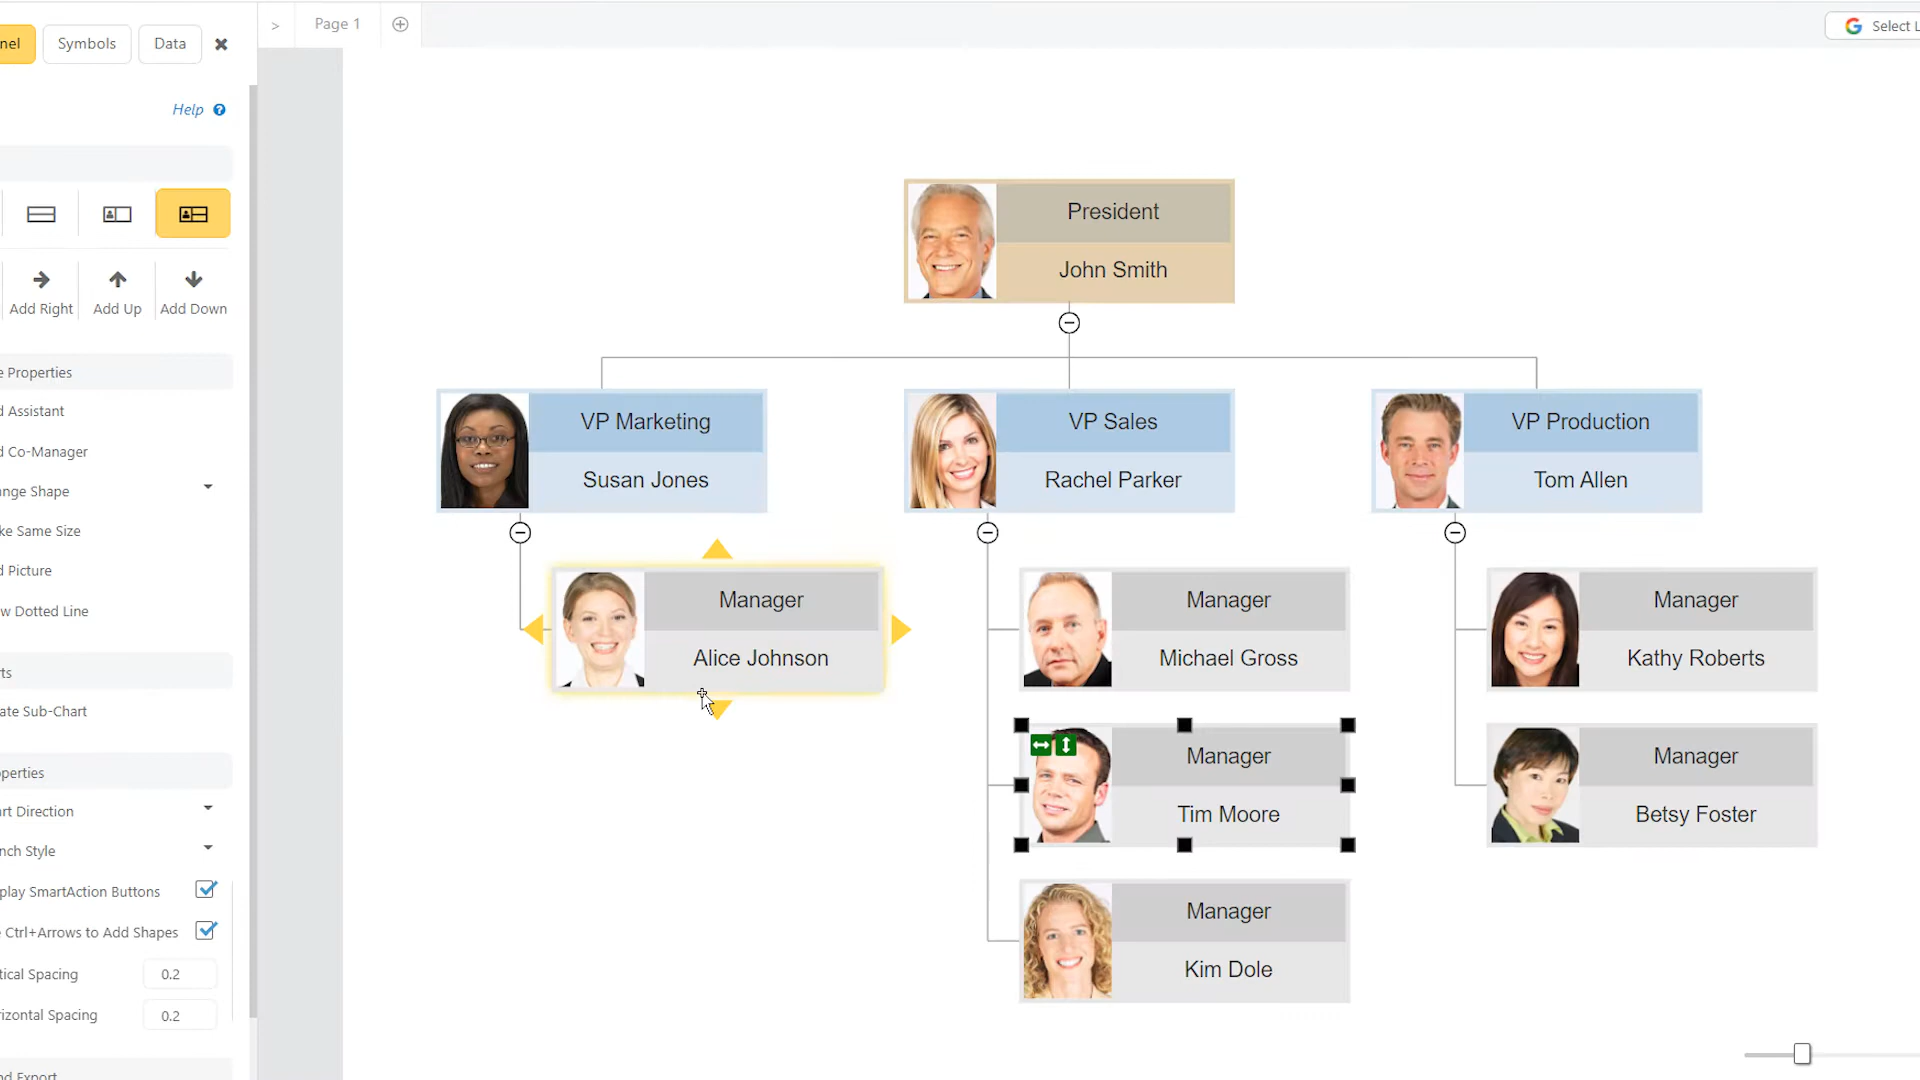 nel
Symbols
Data
>
Page 1
Select L
Help
Add Right
Add Up
Add Down
e Properties
d Assistant
d Co-Manager
nge Shape
ke Same Size
d Picture
w Dotted Line
rts
ate Sub-Chart
perties
rt Direction
nch Style
play SmartAction Buttons
e Ctrl+Arrows to Add Shapes
tical Spacing
0.2
rizontal Spacing
0.2
nd Export
President
John Smith
VP Marketing
Susan Jones
VP Sales
Rachel Parker
VP Production
Tom Allen
Manager
Alice Johnson
Manager
Michael Gross
Manager
Kathy Roberts
Manager
Tim Moore
Manager
Betsy Foster
Manager
Kim Dole